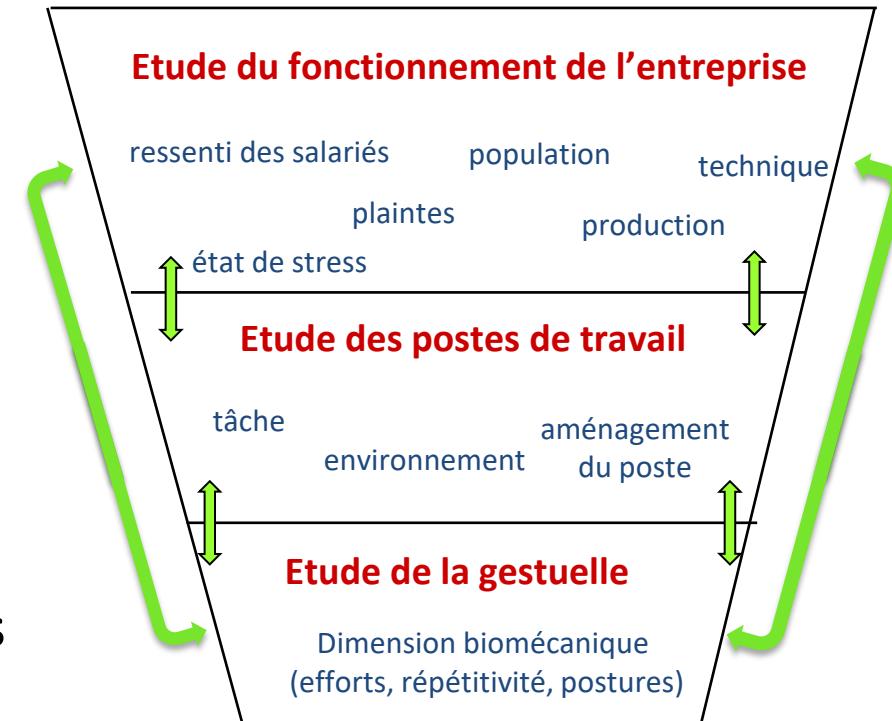 Etude du fonctionnement de l’entreprise
ressenti des salariés
population
technique
plaintes
production
état de stress
Etude des postes de travail
tâche
environnement
aménagement
du poste
Etude de la gestuelle
s
Dimension biomécanique
(efforts, répétitivité, postures)